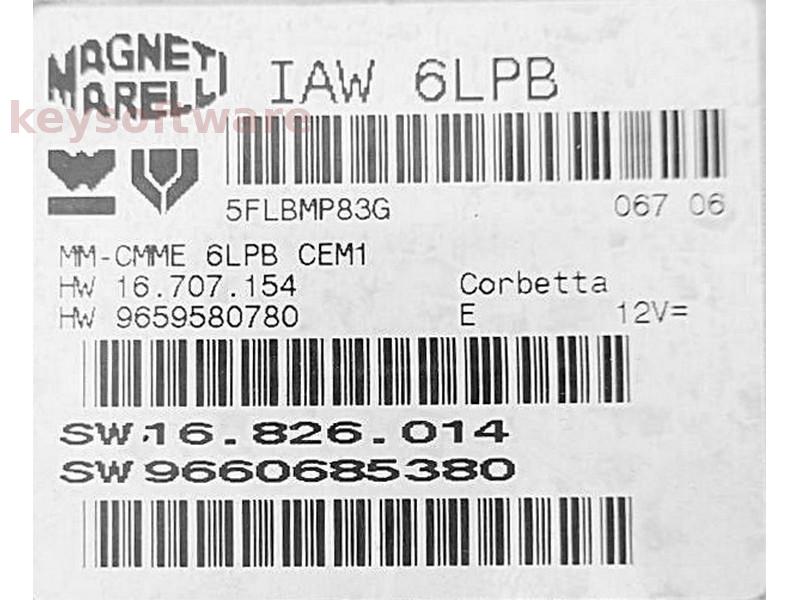 MAGNETI
MARELLI
IAW 6LPB
keysoftware
5FLBMP83G 067 06
MM-CMME 6LPB CEM1
HW 16.707.154 Corbetta
HW 9659580780 E 12V=
SW.16.826.014
SW 9660685380